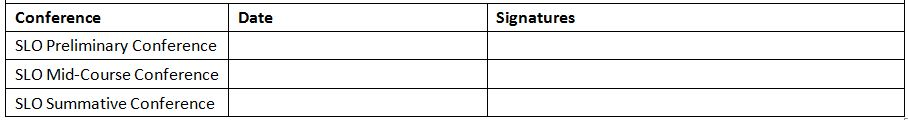 Conference Date Signatures
SLO Preliminary Conference
SLO Mid-Course Conference
SLO Summative Conference